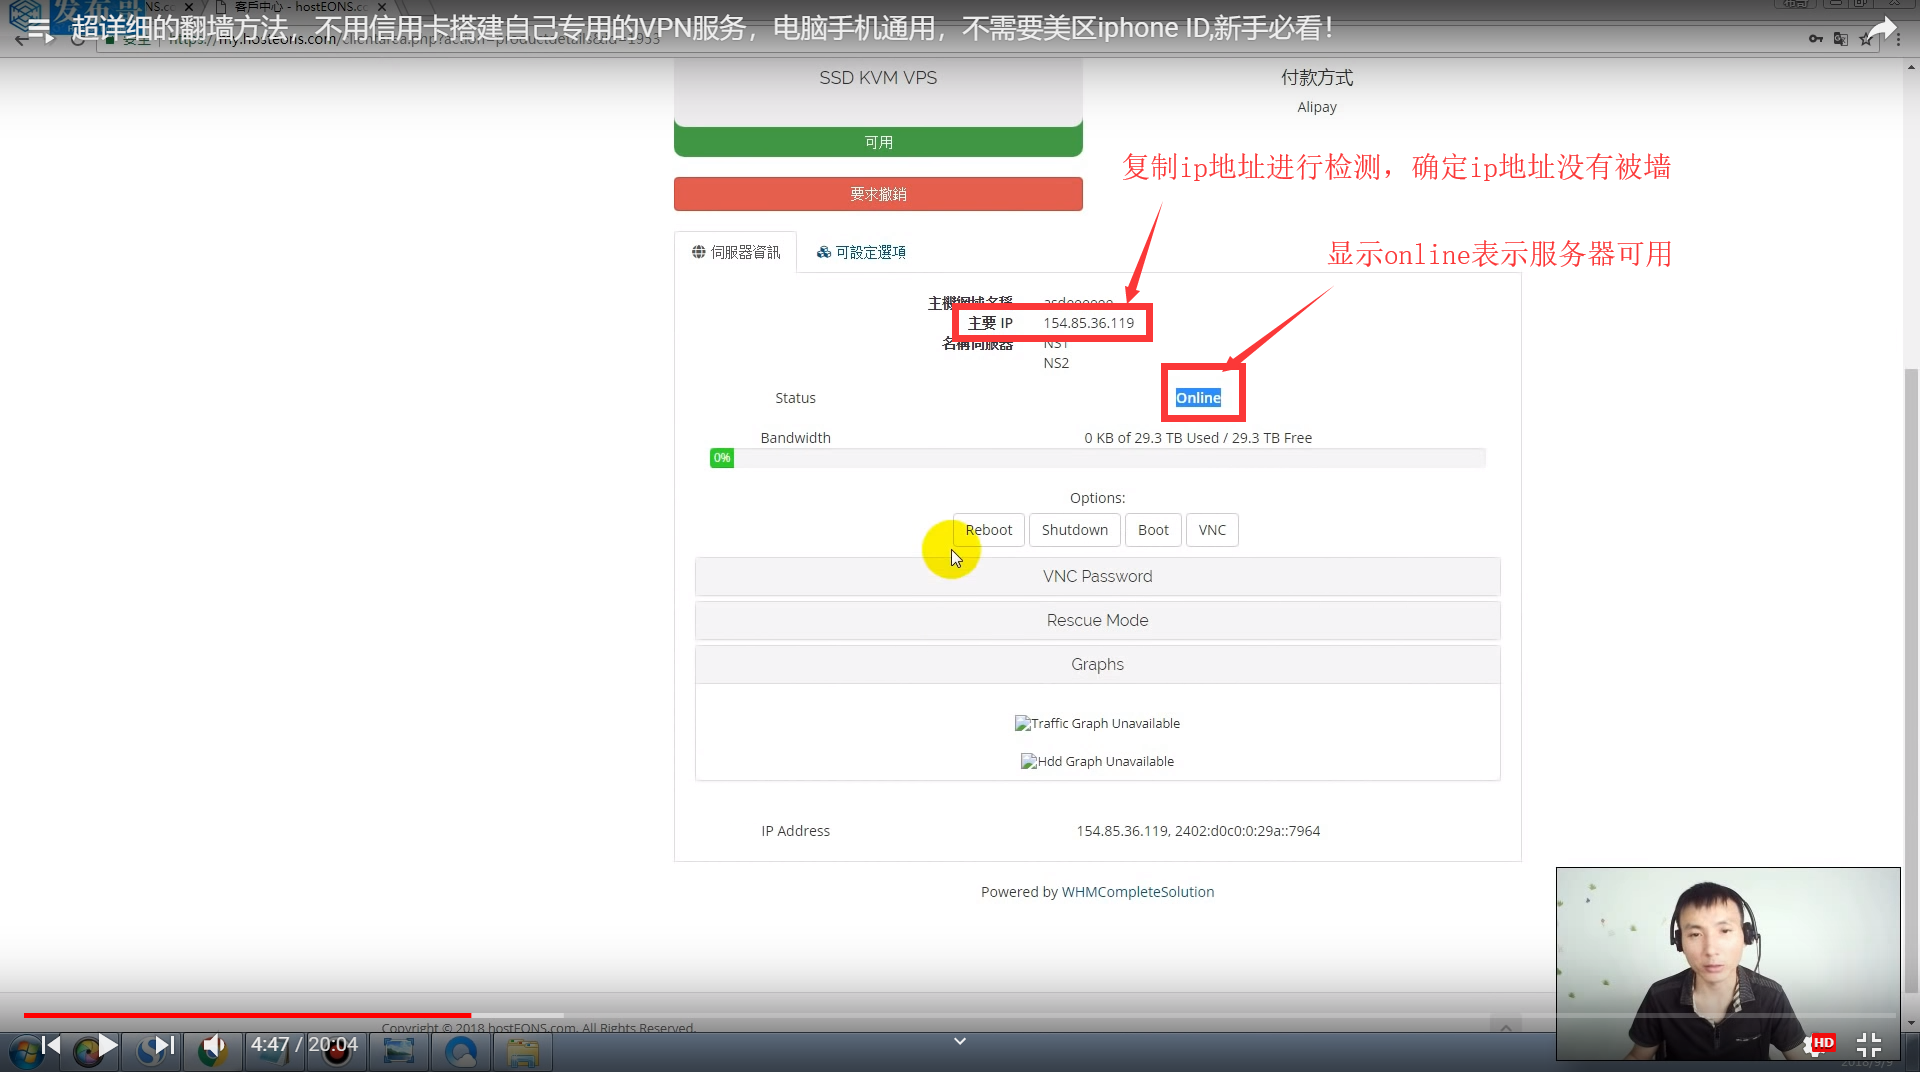 客戶中心 - hostEONS.com
发布哥
超详细的翻墙方法，不用信用卡搭建自己专用的VPN服务，电脑手机通用，不需要美区iphone ID,新手必看！
安全 https://my.hosteons.com/clientarea.php?action=productdetails&id=1933
SSD KVM VPS
付款方式
Alipay
可用
复制ip地址进行检测，确定ip地址没有被墙
要求撤銷
显示online表示服务器可用
伺服器資訊
可設定選項
主要 IP 154.85.36.119
名稱伺服器 NS1
NS2
Status Online
Bandwidth 0 KB of 29.3 TB Used / 29.3 TB Free
0%
Options:
Reboot Shutdown Boot VNC
VNC Password
Rescue Mode
Graphs
Traffic Graph Unavailable
Hdd Graph Unavailable
IP Address 154.85.36.119, 2402:d0c0:0:29a::7964
Powered by WHMCompleteSolution
Copyright © 2018 hostEONS.com. All Rights Reserved.
4:47 / 20:04
HD